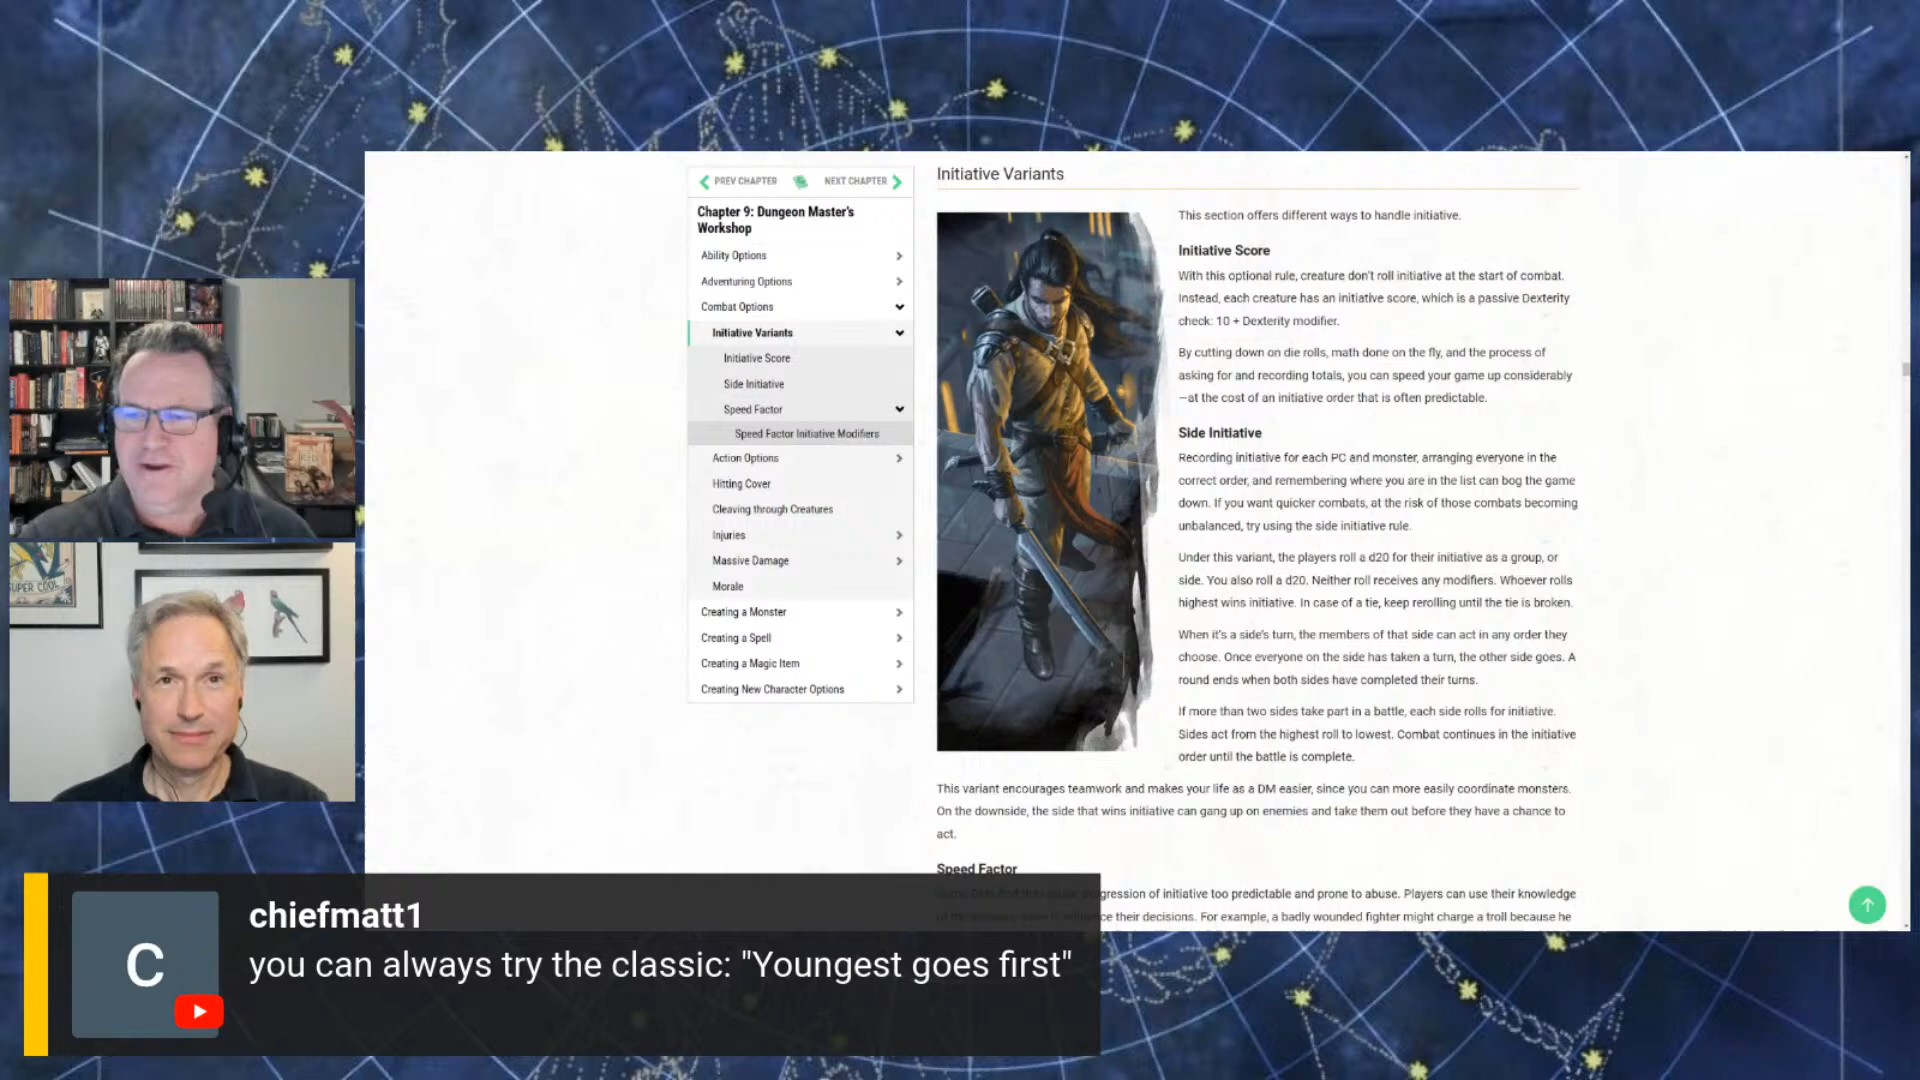 PREV CHAPTER
NEXT CHAPTER
Chapter 9: Dungeon Master's
Workshop
Ability Options
Adventuring Options
Combat Options
Initiative Variants
Initiative Score
Side Initiative
Speed Factor
Speed Factor Initiative Modifiers
Action Options
Hitting Cover
Cleaving through Creatures
Injuries
Massive Damage
Morale
Creating a Monster
Creating a Spell
Creating a Magic Item
Creating New Character Options
Initiative Variants
This section offers different ways to handle initiative.
Initiative Score
With this optional rule, creature don't roll initiative at the start of combat.
Instead, each creature has an initiative score, which is a passive Dexterity
check: 10 + Dexterity modifier.
By cutting down on die rolls, math done on the fly, and the process of
asking for and recording totals, you can speed your game up considerably
—at the cost of an initiative order that is often predictable.
Side Initiative
Recording initiative for each PC and monster, arranging everyone in the
correct order, and remembering where you are in the list can bog the game
down. If you want quicker combats, at the risk of those combats becoming
unbalanced, try using the side initiative rule.
Under this variant, the players roll a d20 for their initiative as a group, or
side. You also roll a d20. Neither roll receives any modifiers. Whoever rolls
highest wins initiative. In case of a tie, keep rerolling until the tie is broken.
When it's a side's turn, the members of that side can act in any order they
choose. Once everyone on the side has taken a turn, the other side goes. A
round ends when both sides have completed their turns.
If more than two sides take part in a battle, each side rolls for initiative.
Sides act from the highest roll to lowest. Combat continues in the initiative
order until the battle is complete.
This variant encourages teamwork and makes your life as a DM easier, since you can more easily coordinate monsters.
On the downside, the side that wins initiative can gang up on enemies and take them out before they have a chance to
act.
Speed Factor
of initiative too predictable and prone to abuse. Players can use their knowledge
their decisions. For example, a badly wounded fighter might charge a troll because he
SUPER COOL
C
chiefmatt1
you can always try the classic: "Youngest goes first"